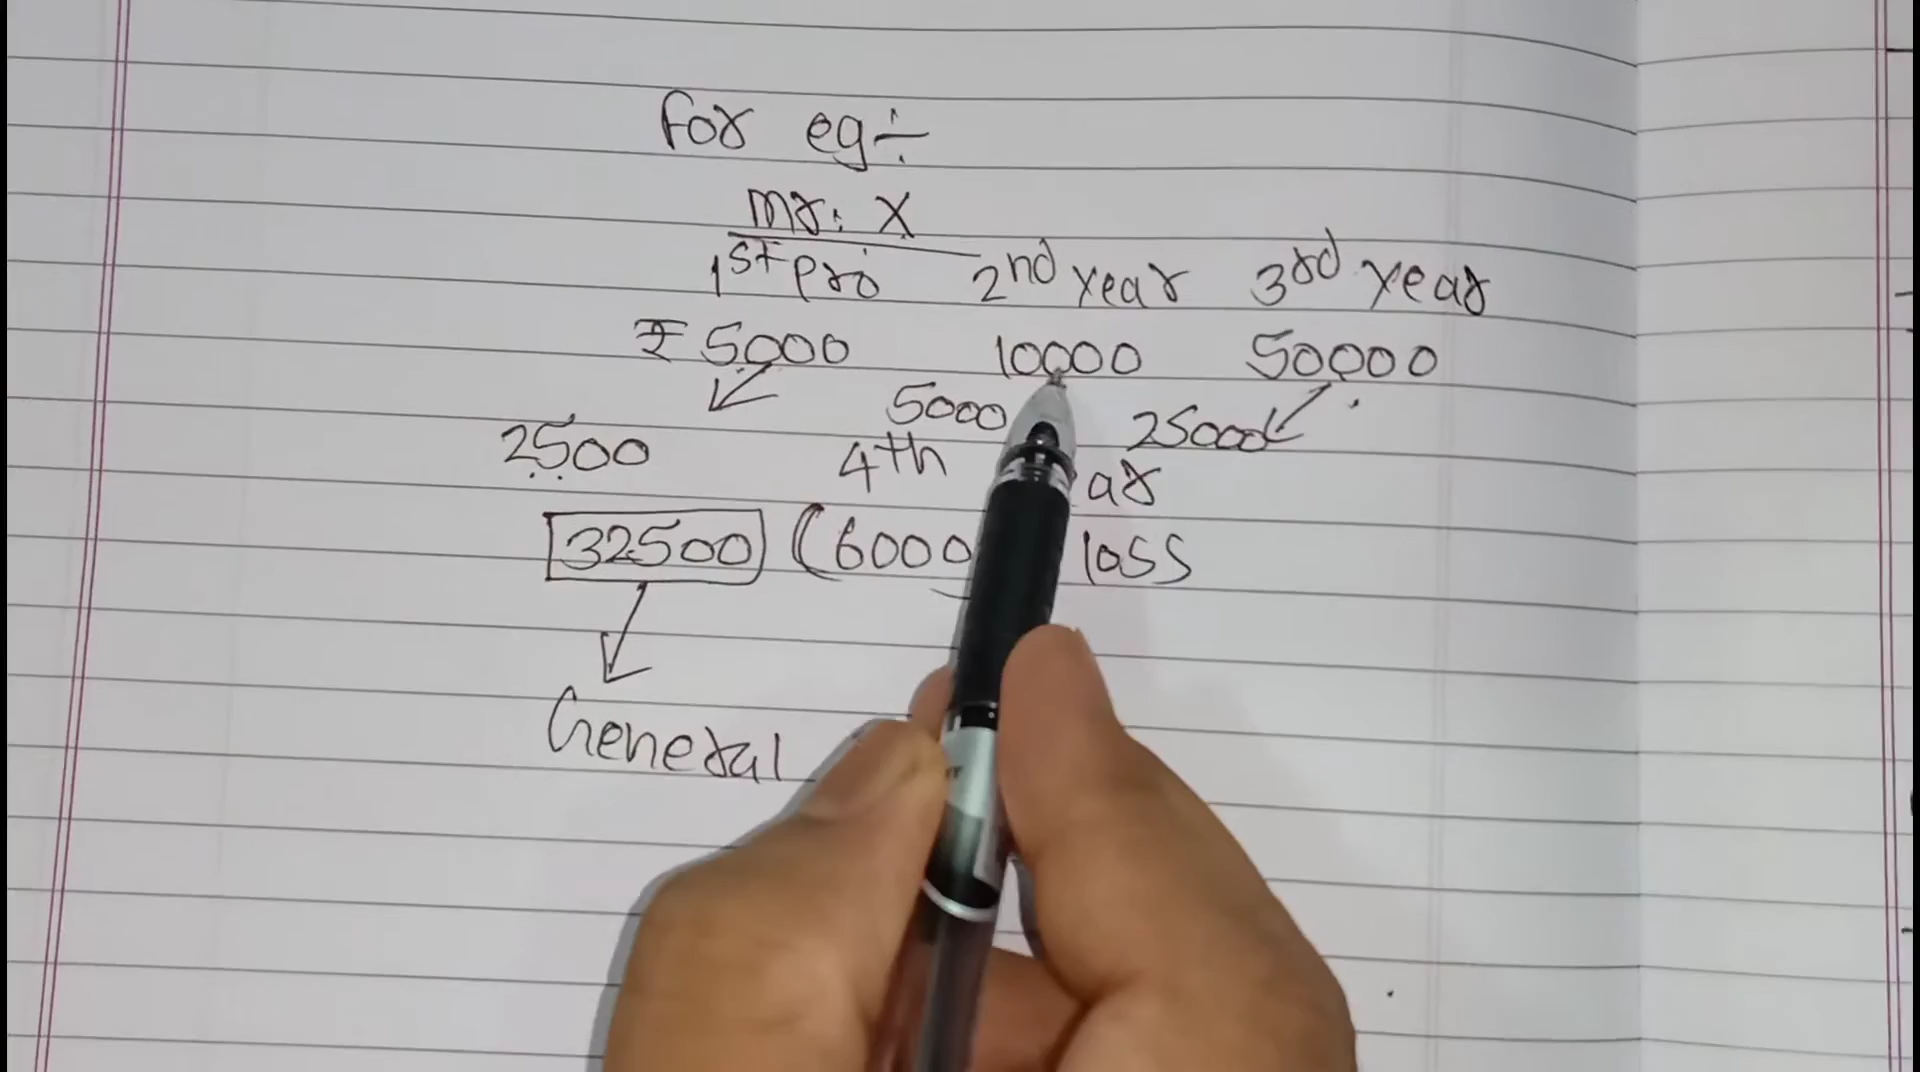 For eg ÷
Mr. X
1st pro 2nd year 3rd year
₹ 5000 10000 50000
2500 5000 25000
4th
32500 (6000 loss
General